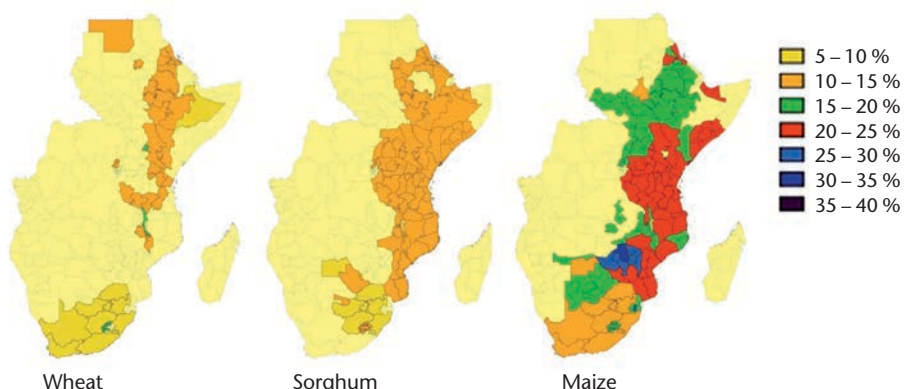 5 – 10 %
10 – 15 %
15 – 20 %
20 – 25 %
25 – 30 %
30 – 35 %
35 – 40 %
Wheat Sorghum Maize